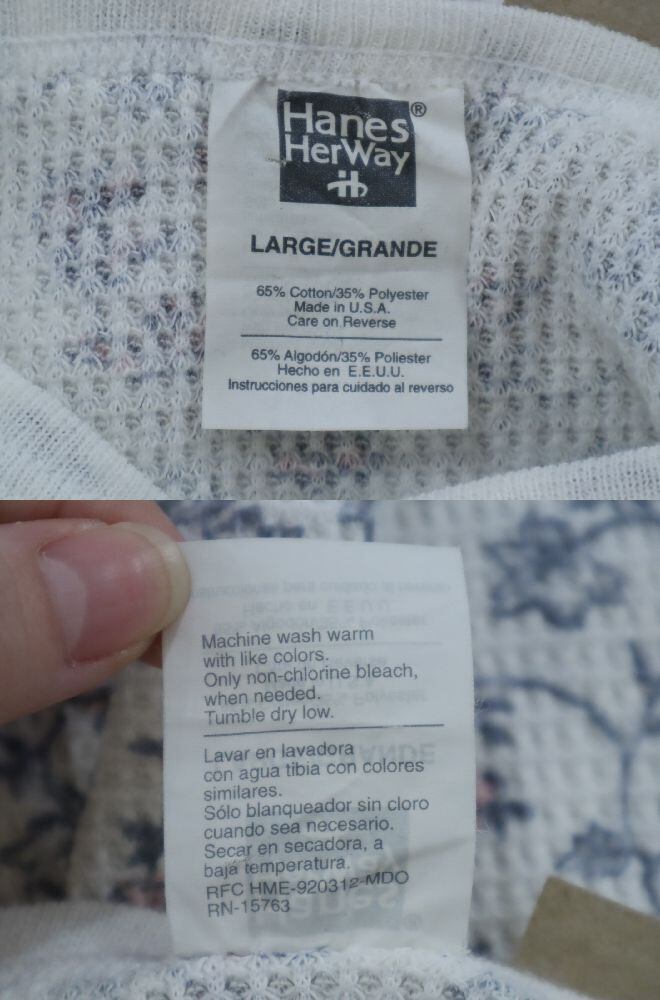 Hanes®
HerWay
LARGE/GRANDE
65% Cotton/35% Polyester
Made in U.S.A.
Care on Reverse
65% Algodón/35% Poliester
Hecho en E.E.U.U.
Instrucciones para cuidado al reverso
Machine wash warm
with like colors.
Only non-chlorine bleach,
when needed.
Tumble dry low.
Lavar en lavadora
con agua tibia con colores
similares.
Sólo blanqueador sin cloro
cuando sea necesario.
Secar en secadora, a
baja temperatura.
RFC HME-920312-MDO
RN-15763